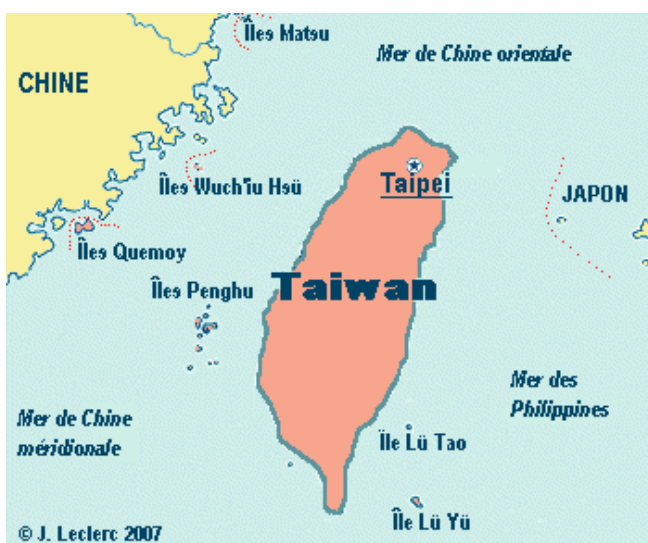 Îles Matsu
Mer de Chine orientale
CHINE
Îles Wuch'iu Hsü
Taipei
JAPON
Îles Quemoy
Îles Penghu
Taiwan
Mer des
Philippines
Mer de Chine
méridionale
Île Lü Tao
Île Lü Yü
© J. Leclerc 2007